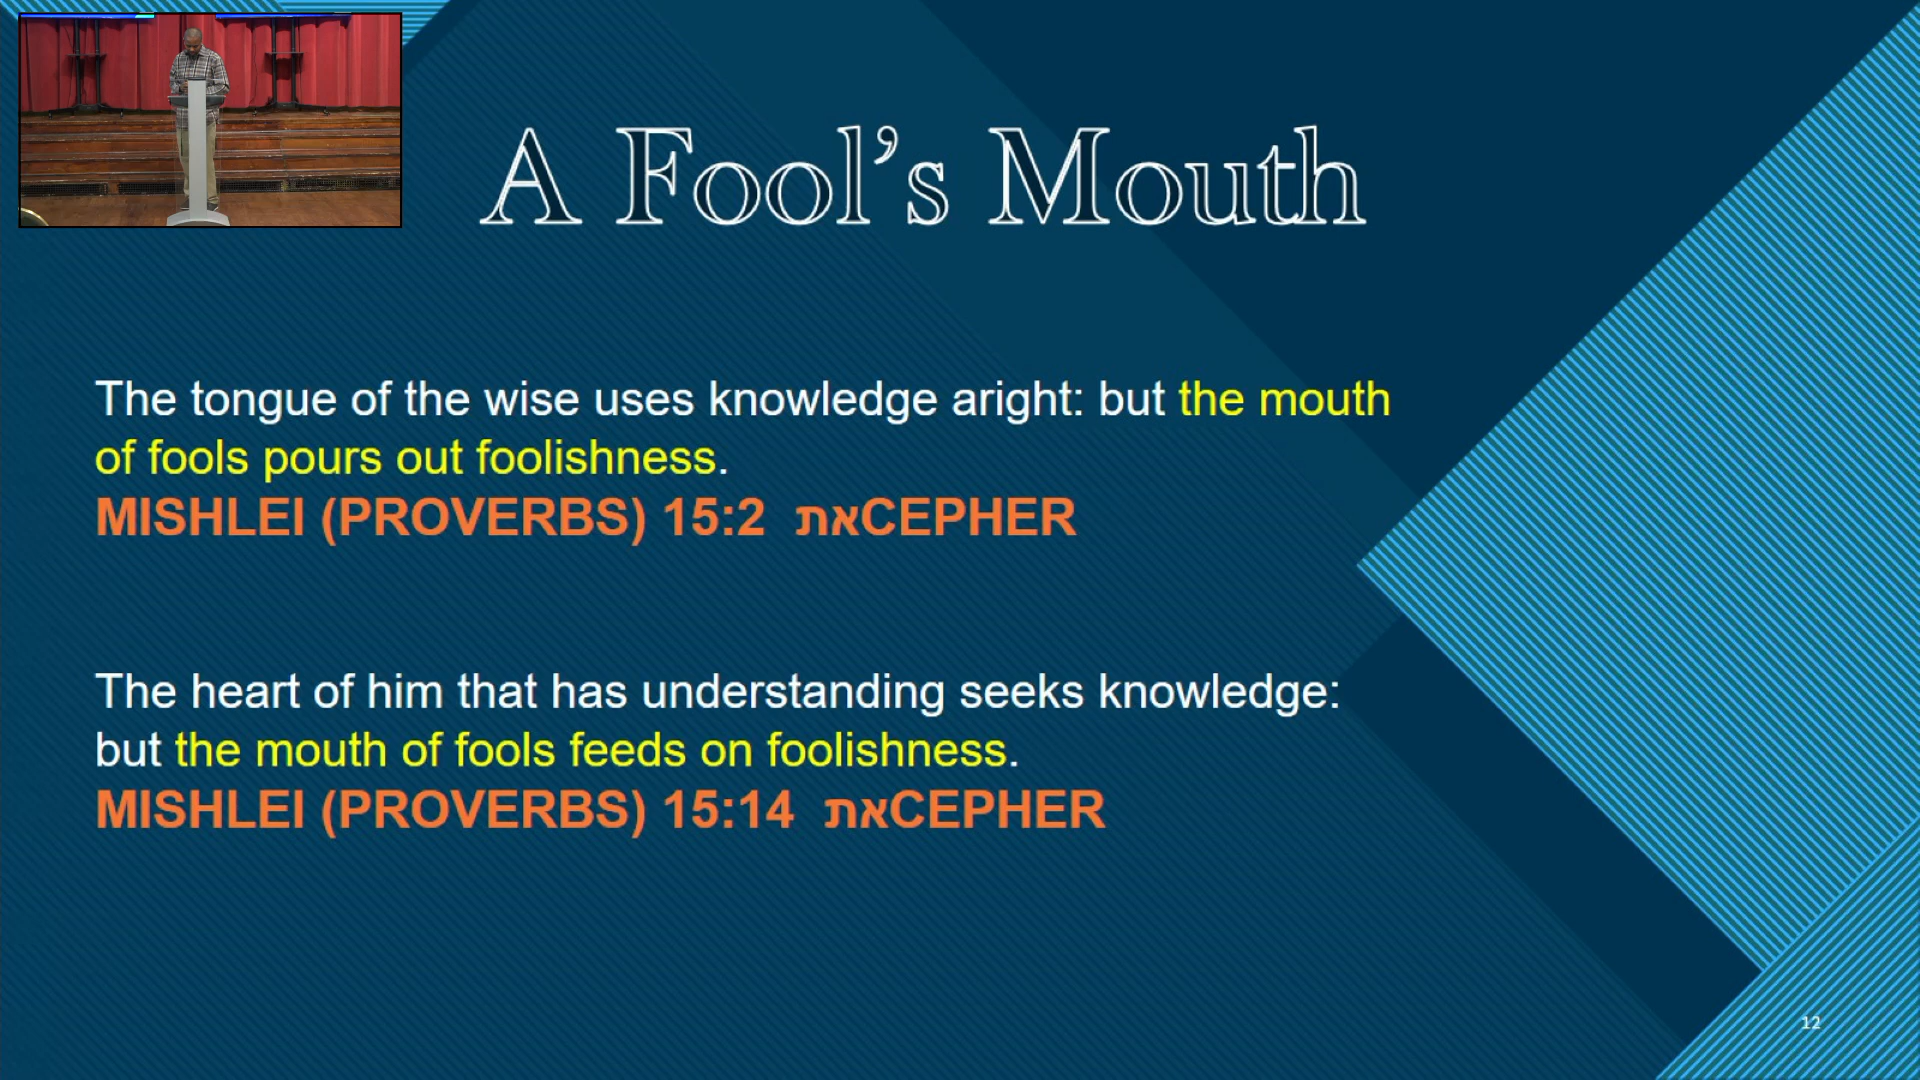 A Fool’s Mouth
The tongue of the wise uses knowledge aright: but the mouth
of fools pours out foolishness.
MISHLEI (PROVERBS) 15:2 אתCEPHER
The heart of him that has understanding seeks knowledge:
but the mouth of fools feeds on foolishness.
MISHLEI (PROVERBS) 15:14 אתCEPHER
12